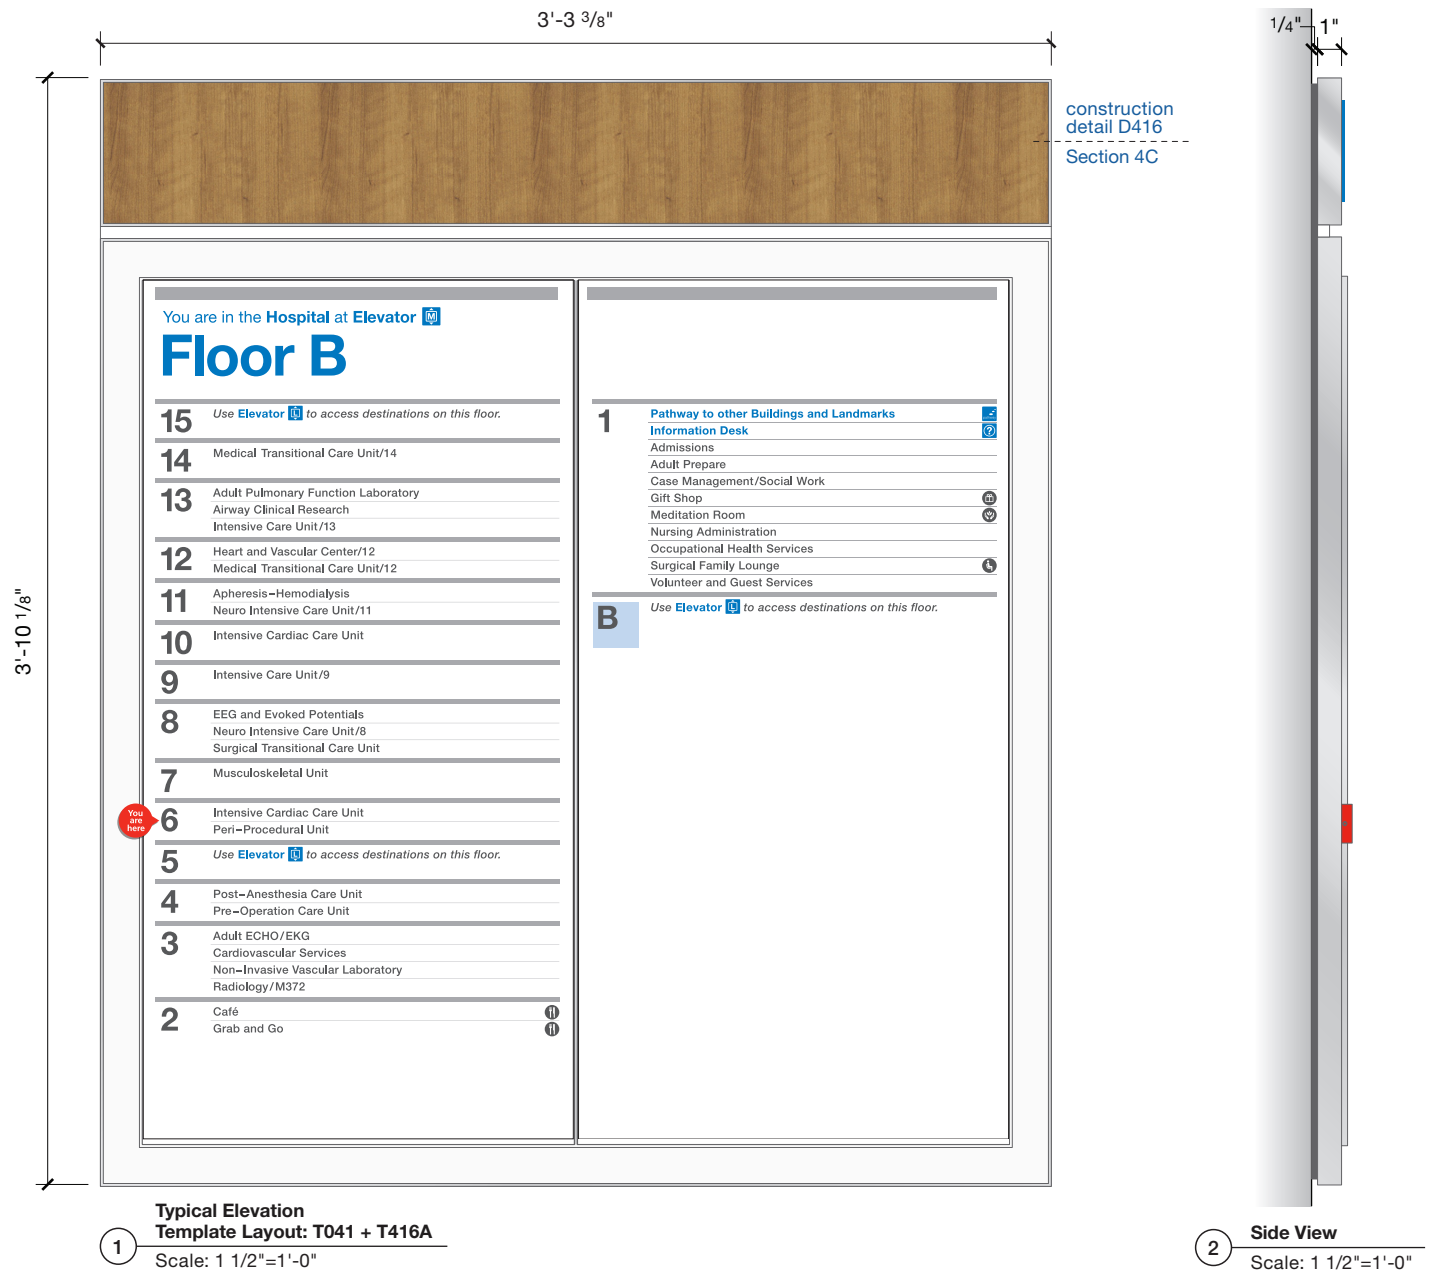 3'-3 3/8"
1/4"
1"
construction
detail D416
Section 4C
3'-10 1/8"
You are in the Hospital at Elevator M
Floor B
15 Use Elevator L to access destinations on this floor.
14 Medical Transitional Care Unit/14
13 Adult Pulmonary Function Laboratory
Airway Clinical Research
Intensive Care Unit/13
12 Heart and Vascular Center/12
Medical Transitional Care Unit/12
11 Apheresis–Hemodialysis
Neuro Intensive Care Unit/11
10 Intensive Cardiac Care Unit
9 Intensive Care Unit/9
8 EEG and Evoked Potentials
Neuro Intensive Care Unit/8
Surgical Transitional Care Unit
7 Musculoskeletal Unit
You
are
here
6 Intensive Cardiac Care Unit
Peri–Procedural Unit
5 Use Elevator L to access destinations on this floor.
4 Post–Anesthesia Care Unit
Pre–Operation Care Unit
3 Adult ECHO/EKG
Cardiovascular Services
Non–Invasive Vascular Laboratory
Radiology/M372
2 Café
Grab and Go
1 Pathway to other Buildings and Landmarks
Information Desk ?
Admissions
Adult Prepare
Case Management/Social Work
Gift Shop
Meditation Room
Nursing Administration
Occupational Health Services
Surgical Family Lounge
Volunteer and Guest Services
B Use Elevator L to access destinations on this floor.
1
Typical Elevation
Template Layout: T041 + T416A
Scale: 1 1/2"=1'-0"
2
Side View
Scale: 1 1/2"=1'-0"